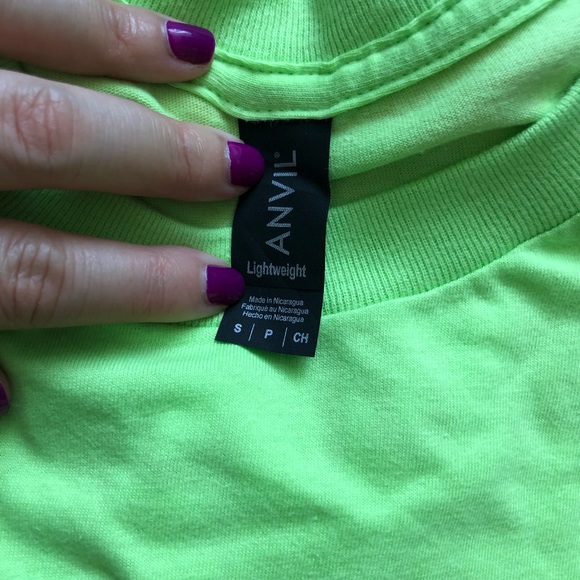 ANVIL®
Lightweight
Made in Nicaragua
Fabriqué au Nicaragua
Hecho en Nicaragua
S | P | CH